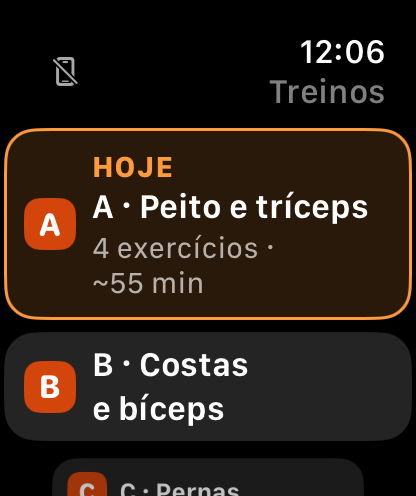 12:06
Treinos
HOJE
A
A · Peito e tríceps
4 exercícios ·
~55 min
B
B · Costas
e bíceps
C
C · Pernas